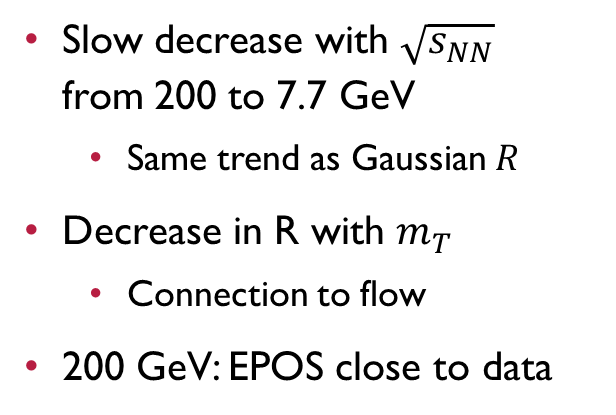 • Slow decrease with √s_NN
from 200 to 7.7 GeV
• Same trend as Gaussian R
• Decrease in R with m_T
• Connection to flow
• 200 GeV: EPOS close to data